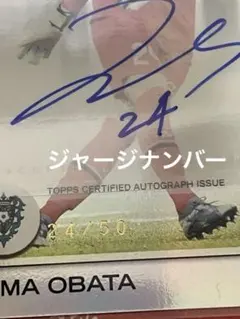 24
ジャージナンバー
TOPPS CERTIFIED AUTOGRAPH ISSUE
24/50
MA OBATA